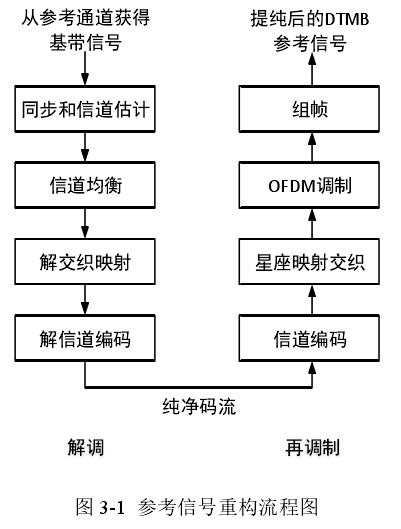 从参考通道获得
基带信号
同步和信道估计
信道均衡
解交织映射
解信道编码
纯净码流
解调
提纯后的DTMB
参考信号
组帧
OFDM调制
星座映射交织
信道编码
再调制
图 3-1 参考信号重构流程图